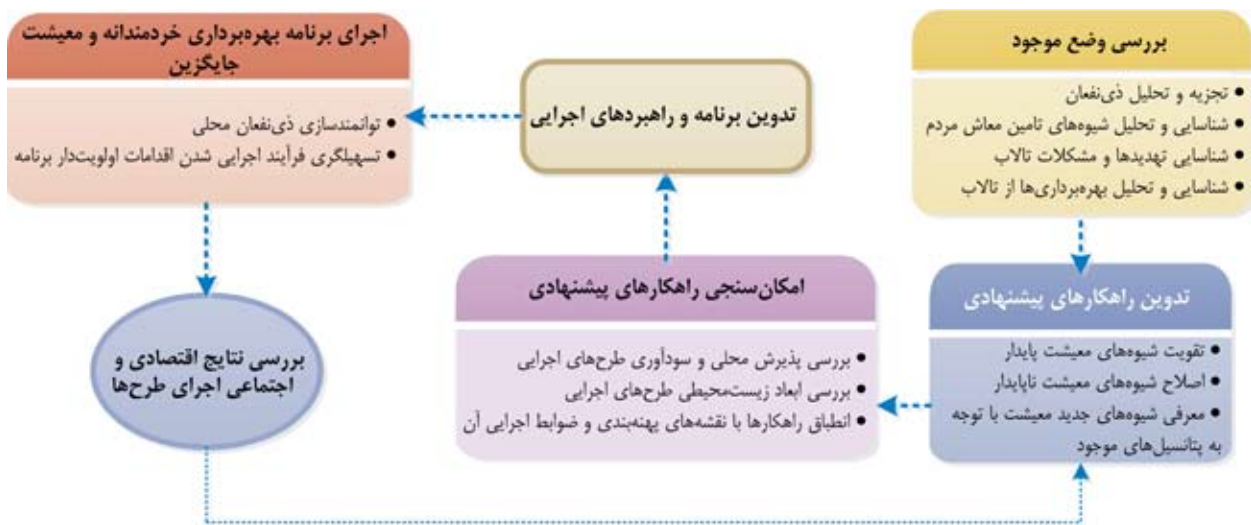 بررسی وضع موجود
• تجزیه و تحلیل ذی‌نفعان
• شناسایی و تحلیل شیوه‌های تامین معاش مردم
• شناسایی تهدیدها و مشکلات تالاب
• شناسایی و تحلیل بهره‌برداری‌ها از تالاب
تدوین راهکارهای پیشنهادی
• تقویت شیوه‌های معیشت پایدار
• اصلاح شیوه‌های معیشت ناپایدار
• معرفی شیوه‌های جدید معیشت با توجه
به پتانسیل‌های موجود
امکان‌سنجی راهکارهای پیشنهادی
• بررسی پذیرش محلی و سودآوری طرح‌های اجرایی
• بررسی ابعاد زیست‌محیطی طرح‌های اجرایی
• انطباق راهکارها با نقشه‌های پهنه‌بندی و ضوابط اجرایی آن
تدوین برنامه و راهبردهای اجرایی
اجرای برنامه بهره‌برداری خردمندانه و معیشت
جایگزین
• توانمندسازی ذی‌نفعان محلی
• تسهیلگری فرآیند اجرایی شدن اقدامات اولویت‌دار برنامه
بررسی نتایج اقتصادی و
اجتماعی اجرای طرح‌ها